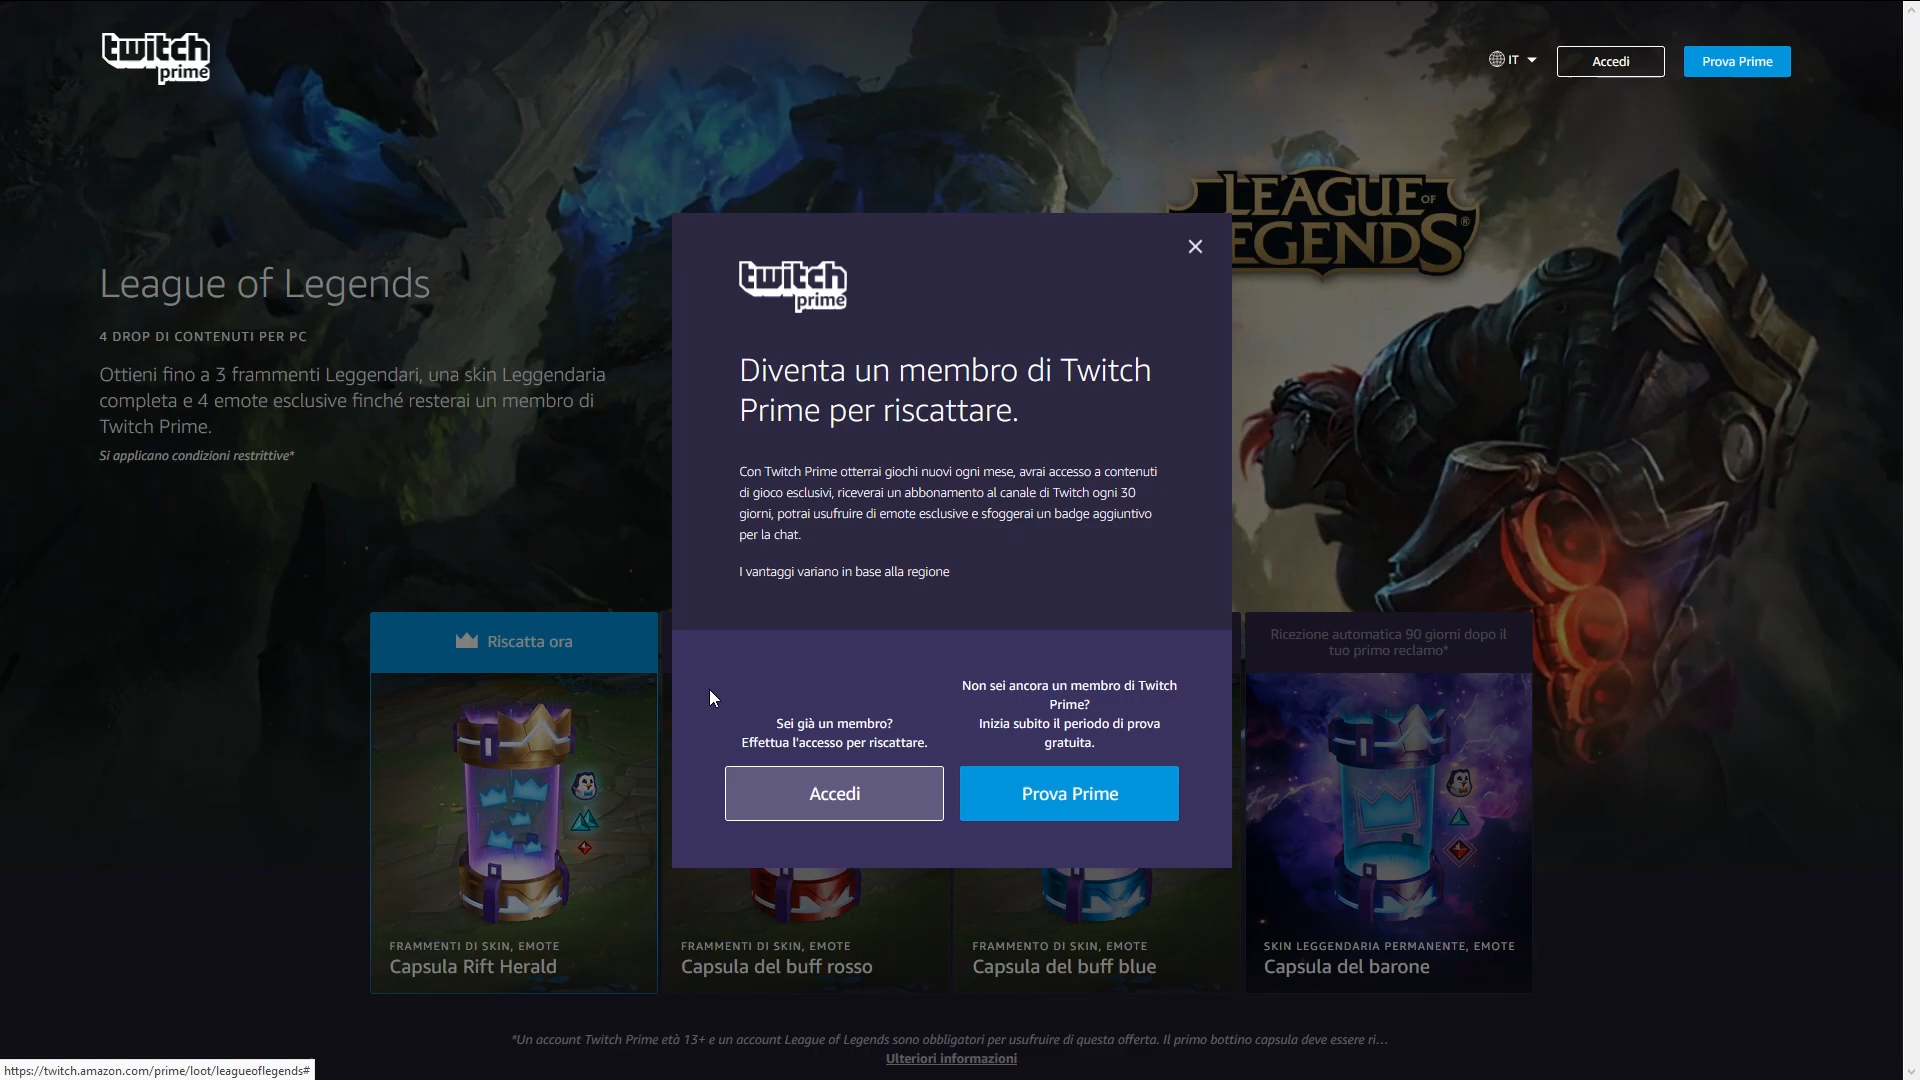 twitch
prime
IT
Accedi
Prova Prime
LEAGUE OF
LEGENDS®
League of Legends
4 DROP DI CONTENUTI PER PC
Ottieni fino a 3 frammenti Leggendari, una skin Leggendaria
completa e 4 emote esclusive finché resterai un membro di
Twitch Prime.
Si applicano condizioni restrittive*
twitch
prime
Diventa un membro di Twitch
Prime per riscattare.
Con Twitch Prime otterrai giochi nuovi ogni mese, avrai accesso a contenuti
di gioco esclusivi, riceverai un abbonamento al canale di Twitch ogni 30
giorni, potrai usufruire di emote esclusive e sfoggerai un badge aggiuntivo
per la chat.
I vantaggi variano in base alla regione
Sei già un membro?
Effettua l'accesso per riscattare.
Accedi
Non sei ancora un membro di Twitch
Prime?
Inizia subito il periodo di prova
gratuita.
Prova Prime
Riscatta ora
Ricezione automatica 90 giorni dopo il
tuo primo reclamo*
FRAMMENTI DI SKIN, EMOTE
Capsula Rift Herald
FRAMMENTI DI SKIN, EMOTE
Capsula del buff rosso
FRAMMENTO DI SKIN, EMOTE
Capsula del buff blue
SKIN LEGGENDARIA PERMANENTE, EMOTE
Capsula del barone
*Un account Twitch Prime età 13+ e un account League of Legends sono obbligatori per usufruire di questa offerta. Il primo bottino capsula deve essere ri…
Ulteriori informazioni
https://twitch.amazon.com/prime/loot/leagueoflegends#